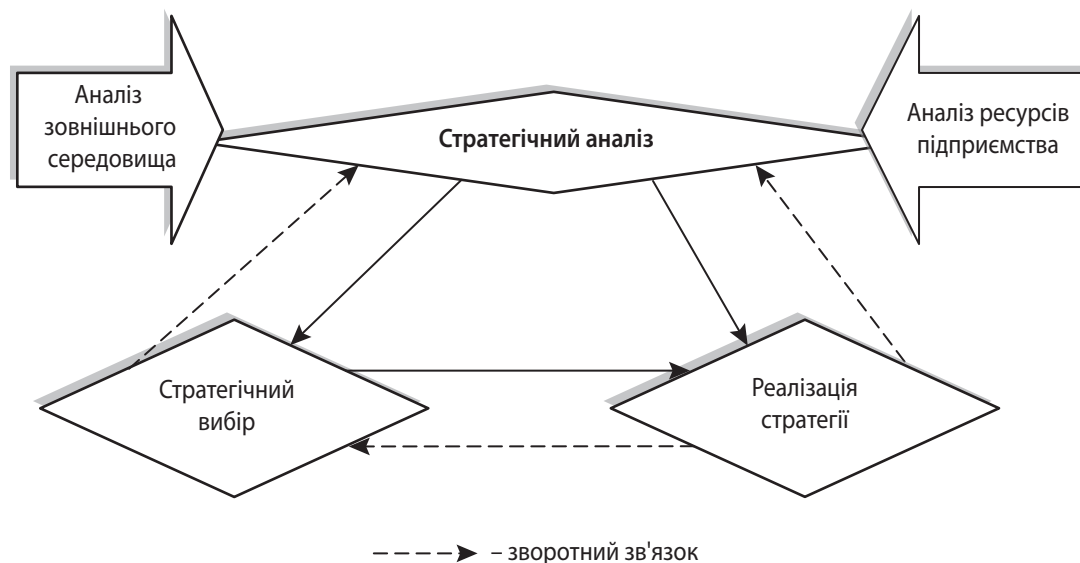 Аналіз
зовнішнього
середовища
Стратегічний аналіз
Аналіз ресурсів
підприємства
Стратегічний
вибір
Реалізація
стратегії
– зворотний зв'язок